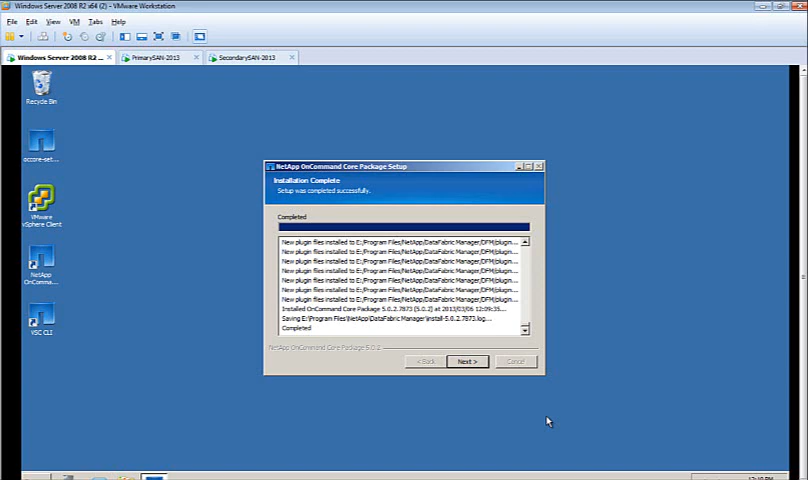 Windows Server 2008 R2 x64 (2) - VMware Workstation
File Edit View VM Tabs Help
Windows Server 2008 R2 ... PrimarySAN-2013 SecondarySAN-2013
Recycle Bin
occore-set...
VMware vSphere Client
NetApp OnComma...
VSC CLI
NetApp OnCommand Core Package Setup
Installation Complete
Setup was completed successfully.
Completed
New plugin files installed to E:/Program Files/NetApp/DataFabric Manager/DFM/plugin...
New plugin files installed to E:/Program Files/NetApp/DataFabric Manager/DFM/plugin...
New plugin files installed to E:/Program Files/NetApp/DataFabric Manager/DFM/plugin...
New plugin files installed to E:/Program Files/NetApp/DataFabric Manager/DFM/plugin...
New plugin files installed to E:/Program Files/NetApp/DataFabric Manager/DFM/plugin...
New plugin files installed to E:/Program Files/NetApp/DataFabric Manager/DFM/plugin...
New plugin files installed to E:/Program Files/NetApp/DataFabric Manager/DFM/plugin...
Installed OnCommand Core Package 5.0.2.7873 [5.0.2] at 2013/03/06 12:09:35...
Saving E:\Program Files\NetApp\DataFabric Manager\install-5.0.2.7873.log...
Completed
NetApp OnCommand Core Package 5.0.2
< Back Next > Cancel